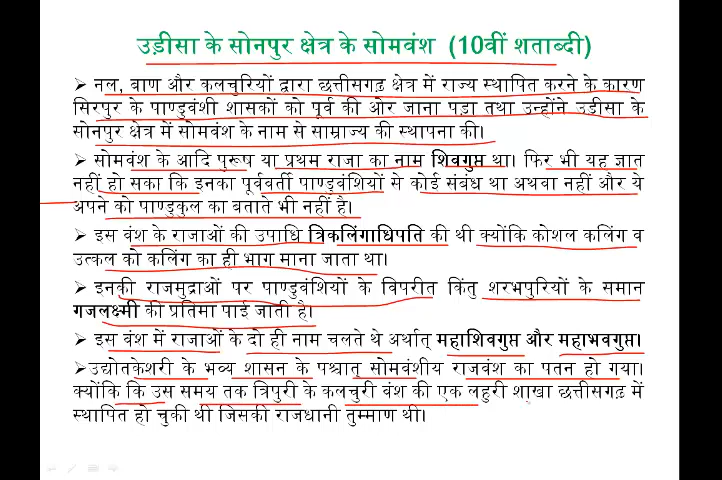 उड़ीसा के सोनपुर क्षेत्र के सोमवंश (10वीं शताब्दी)
➢ नल, बाण और कलचुरियों द्वारा छत्तीसगढ़ क्षेत्र में राज्य स्थापित करने के कारण
सिरपुर के पाण्डुवंशी शासकों को पूर्व की ओर जाना पड़ा तथा उन्होंने उडीसा के
सोनपुर क्षेत्र में सोमवंश के नाम से साम्राज्य की स्थापना की।
➢ सोमवंश के आदि पुरूष या प्रथम राजा का नाम शिवगुप्त था। फिर भी यह ज्ञात
नहीं हो सका कि इनका पूर्ववर्ती पाण्डवंशियों से कोई संबंध था अथवा नहीं और ये
अपने को पाण्डुकुल का बताते भी नहीं है।
➢ इस वंश के राजाओं की उपाधि त्रिकलिंगाधिपति की थी क्योंकि कोशल कलिंग व
उत्कल को कलिंग का ही भाग माना जाता था।
➢ इनकी राजमुद्राओं पर पाण्डुवंशियों के विपरीत किंतु शरभपुरियों के समान
गजलक्ष्मी की प्रतिमा पाई जाती है।
➢ इस वंश में राजाओं के दो ही नाम चलते थे अर्थात् महाशिवगुप्त और महाभवगुप्त।
➢ उद्योतकेशरी के भव्य शासन के पश्चात् सोमवंशीय राजवंश का पतन हो गया।
क्योंकि कि उस समय तक त्रिपुरी के कलचुरी वंश की एक लहुरी शाखा छत्तीसगढ़ में
स्थापित हो चुकी थी जिसकी राजधानी तुम्माण थी।